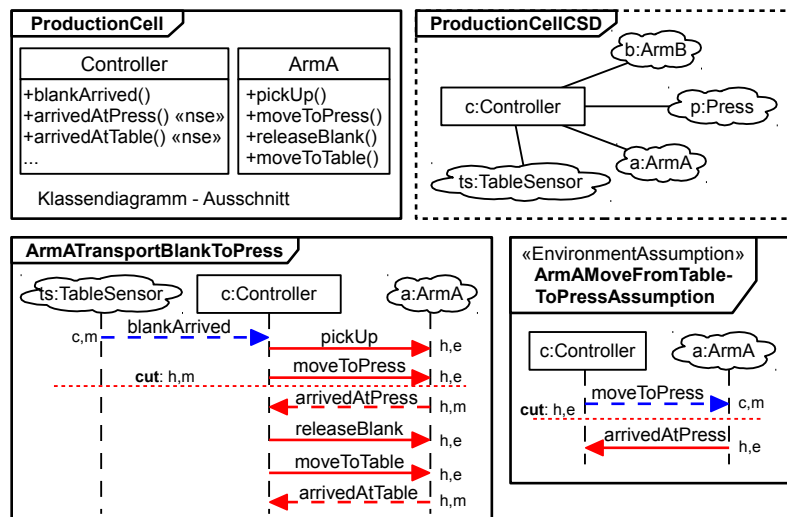 ProductionCell
Controller
+blankArrived()
+arrivedAtPress() «nse»
+arrivedAtTable() «nse»
...
ArmA
+pickUp()
+moveToPress()
+releaseBlank()
+moveToTable()
Klassendiagramm - Ausschnitt
ProductionCellCSD
b:ArmB
c:Controller
p:Press
a:ArmA
ts:TableSensor
ArmATransportBlankToPress
ts:TableSensor
c:Controller
a:ArmA
blankArrived
c,m
pickUp
h,e
moveToPress
h,e
cut: h,m
arrivedAtPress
h,m
releaseBlank
h,e
moveToTable
h,e
arrivedAtTable
h,m
«EnvironmentAssumption»
ArmAMoveFromTable-
ToPressAssumption
c:Controller
a:ArmA
moveToPress
c,m
cut: h,e
arrivedAtPress
h,e